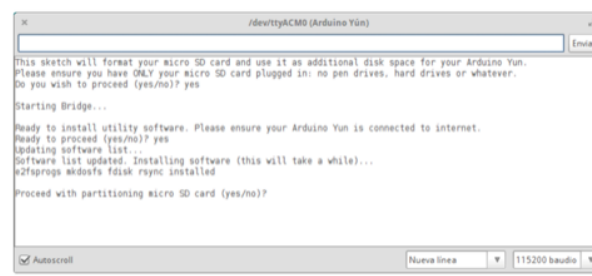 /dev/ttyACM0 (Arduino Yún)
Envia
This sketch will format your micro SD card and use it as additional disk space for your Arduino Yun.
Please ensure you have ONLY your micro SD card plugged in: no pen drives, hard drives or whatever.
Do you wish to proceed (yes/no)? yes
Starting Bridge...
Ready to install utility software. Please ensure your Arduino Yun is connected to internet.
Ready to proceed (yes/no)? yes
Updating software list...
Software list updated. Installing software (this will take a while)...
e2fsprogs mkdosfs fdisk rsync installed
Proceed with partitioning micro SD card (yes/no)?
Autoscroll
Nueva línea
115200 baudio